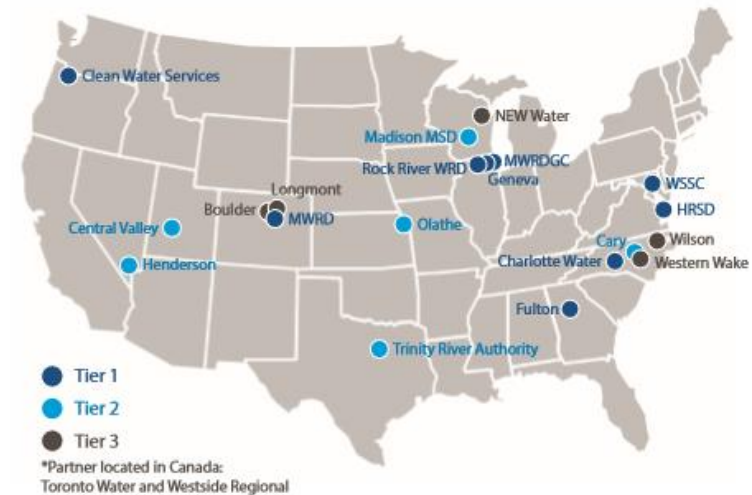 Clean Water Services
NEW Water
Madison MSD
Rock River WRD
MWRDGC
Geneva
WSSC
Longmont
Boulder
MWRD
HRSD
Central Valley
Olathe
Wilson
Cary
Henderson
Charlotte Water
Western Wake
Fulton
Trinity River Authority
Tier 1
Tier 2
Tier 3
*Partner located in Canada:
Toronto Water and Westside Regional